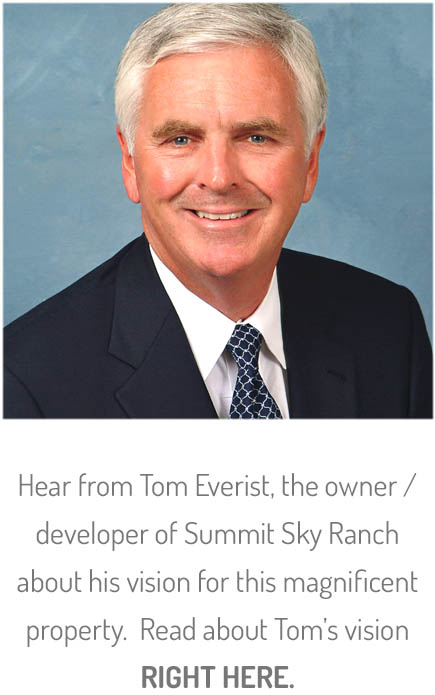 Hear from Tom Everist, the owner /
developer of Summit Sky Ranch
about his vision for this magnificent
property.  Read about Tom’s vision
RIGHT HERE.